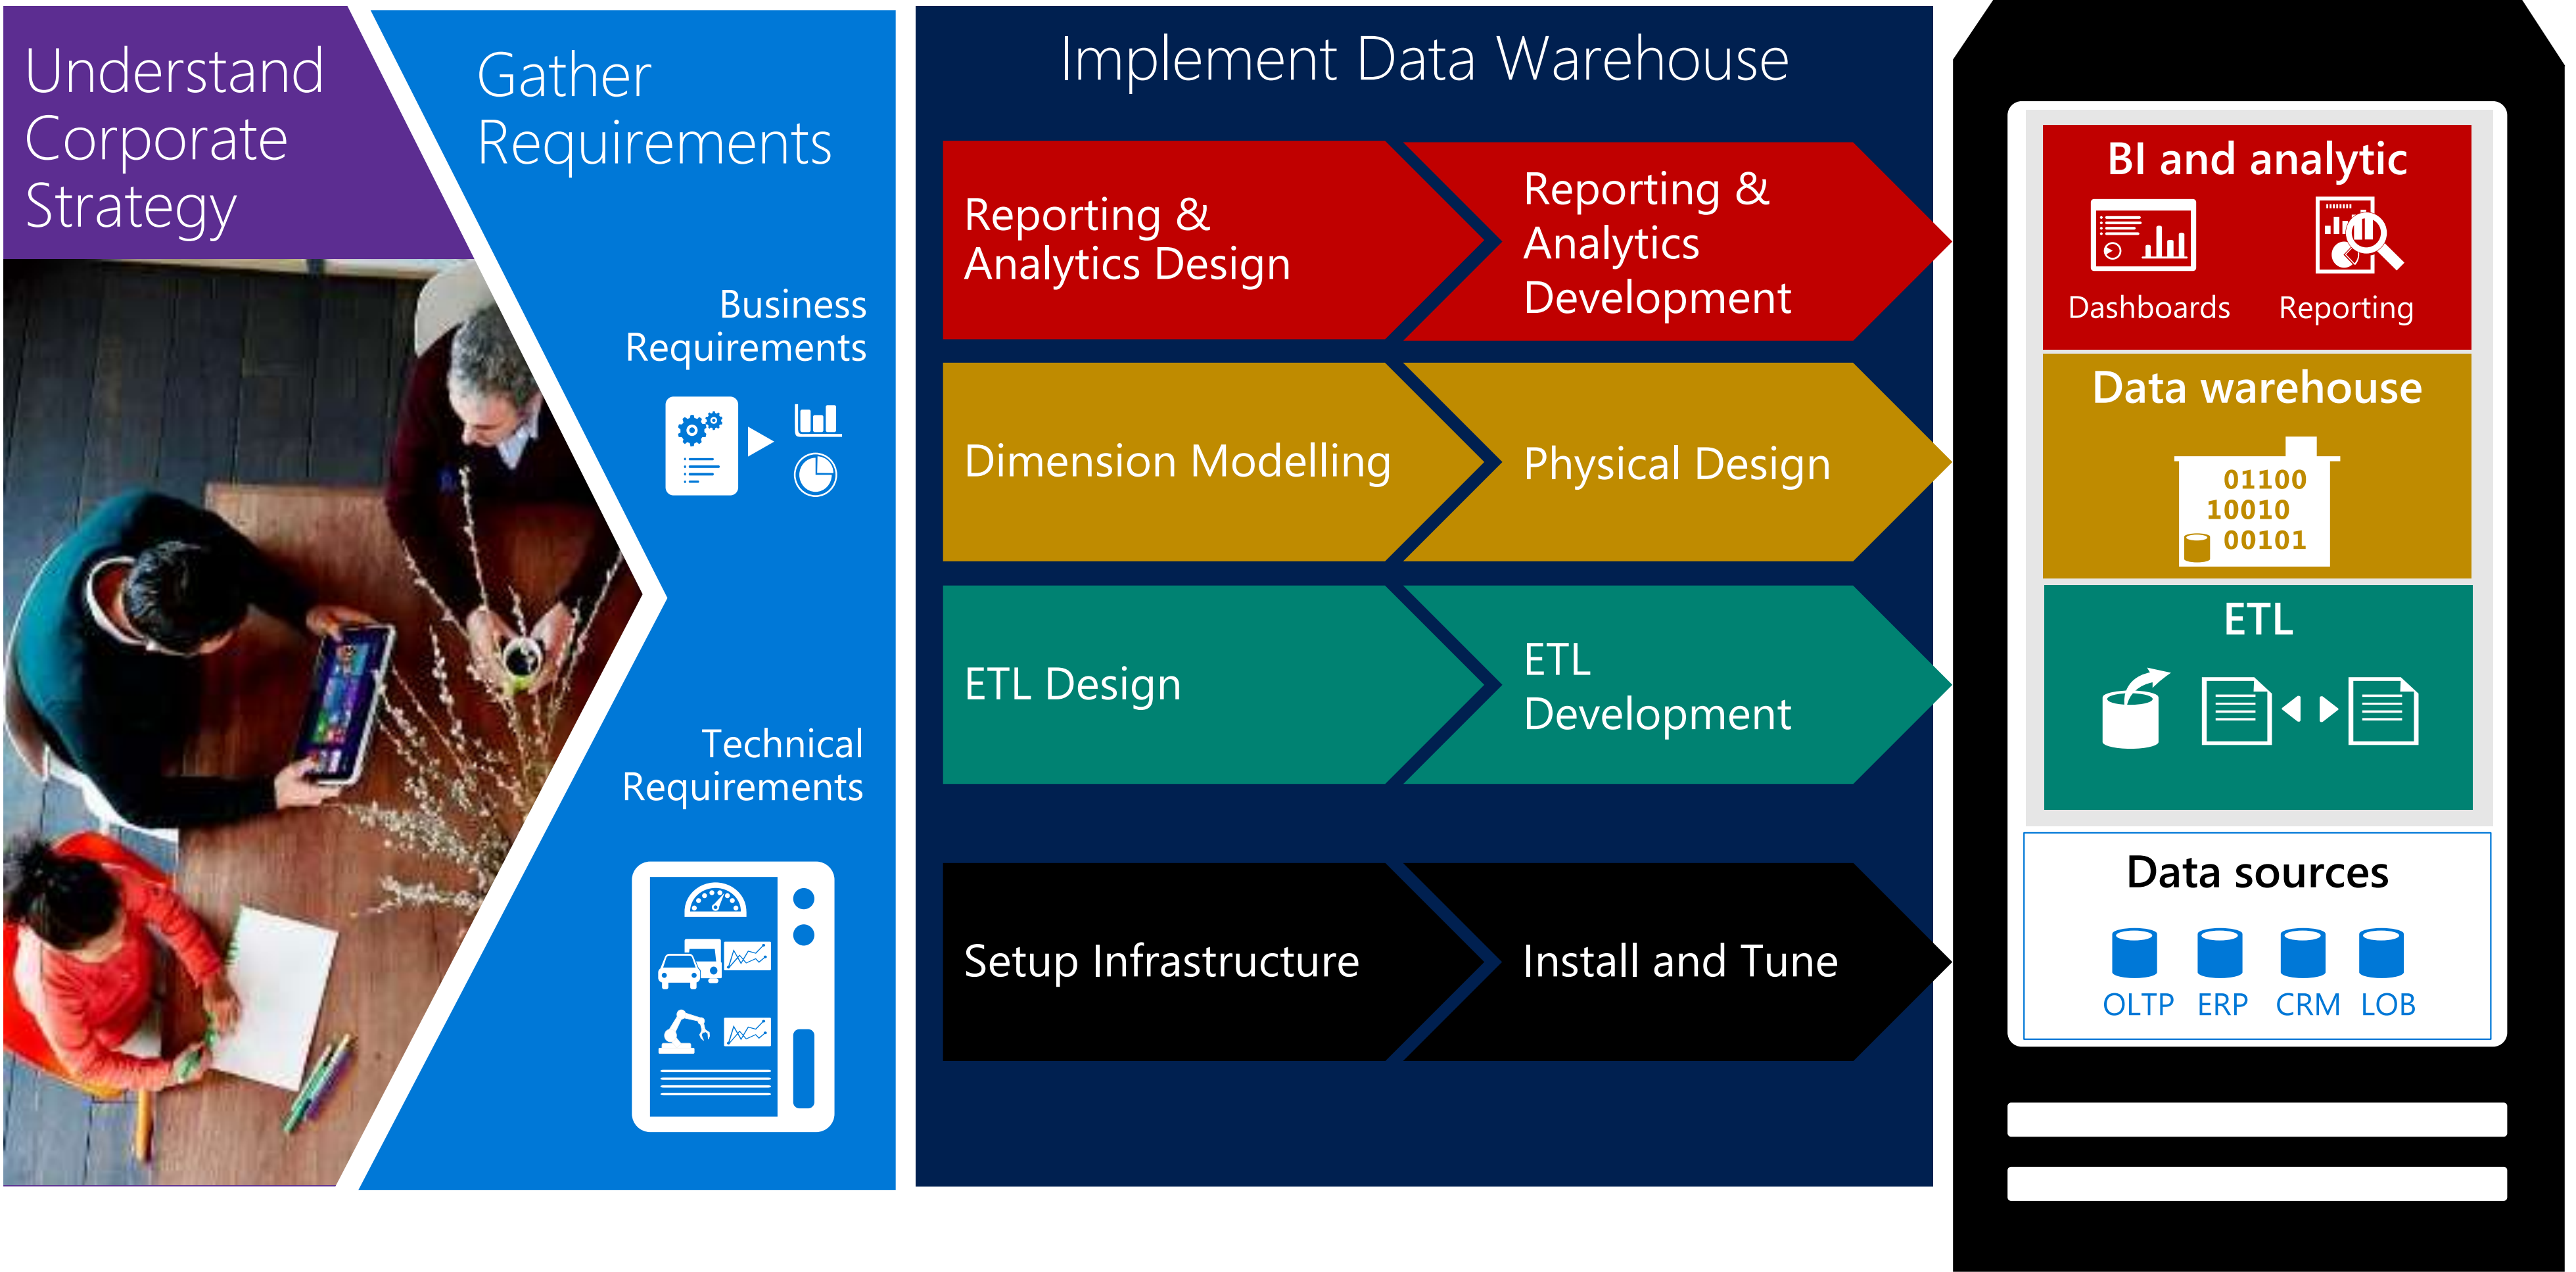 Understand
Corporate
Strategy
Gather
Requirements
Business
Requirements
Technical
Requirements
Implement Data Warehouse
Reporting &
Analytics Design
Reporting &
Analytics
Development
Dimension Modelling
Physical Design
ETL Design
ETL
Development
Setup Infrastructure
Install and Tune
BI and analytic
Dashboards
Reporting
Data warehouse
01100
10010
00101
ETL
Data sources
OLTP ERP CRM LOB